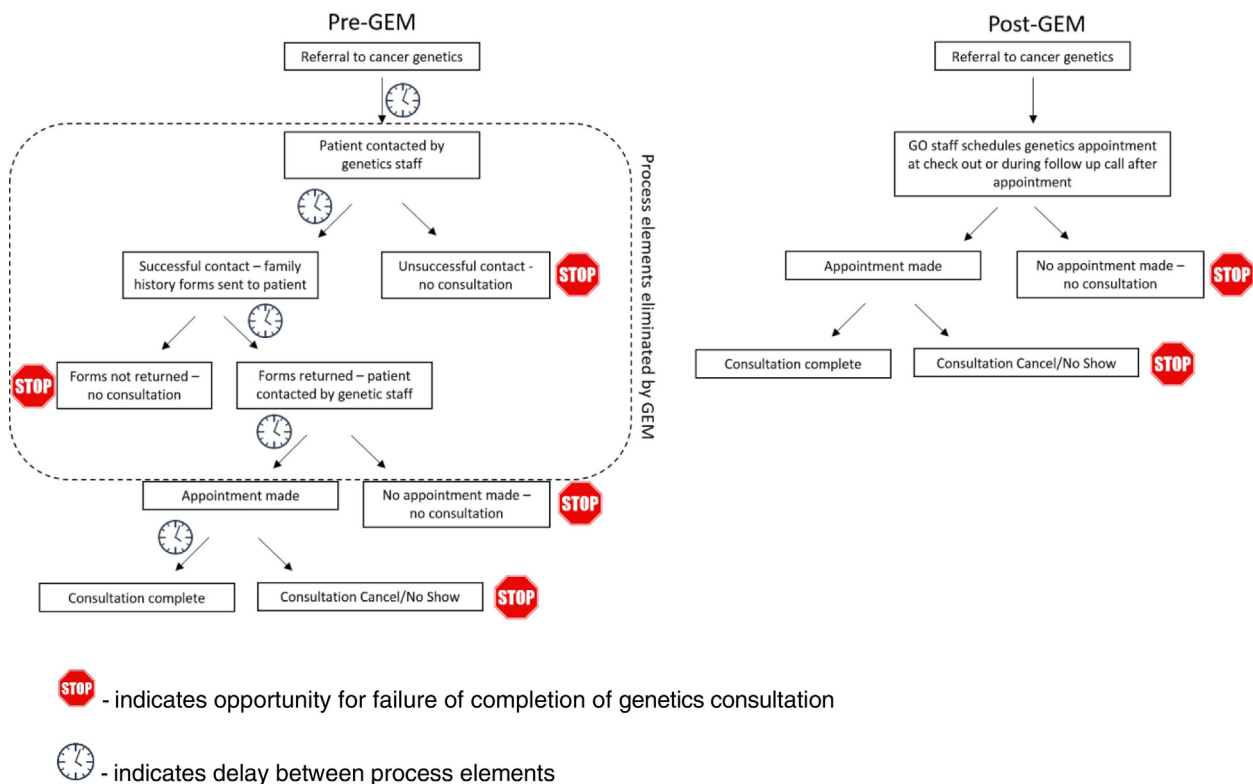 Pre-GEM
Referral to cancer genetics
Patient contacted by
genetics staff
Successful contact – family
history forms sent to patient
Unsuccessful contact -
no consultation
STOP
STOP
Forms not returned –
no consultation
Forms returned – patient
contacted by genetic staff
Process elements eliminated by GEM
Appointment made
No appointment made –
no consultation
STOP
Consultation complete
Consultation Cancel/No Show
STOP
Post-GEM
Referral to cancer genetics
GO staff schedules genetics appointment
at check out or during follow up call after
appointment
Appointment made
No appointment made –
no consultation
STOP
Consultation complete
Consultation Cancel/No Show
STOP
STOP - indicates opportunity for failure of completion of genetics consultation
- indicates delay between process elements